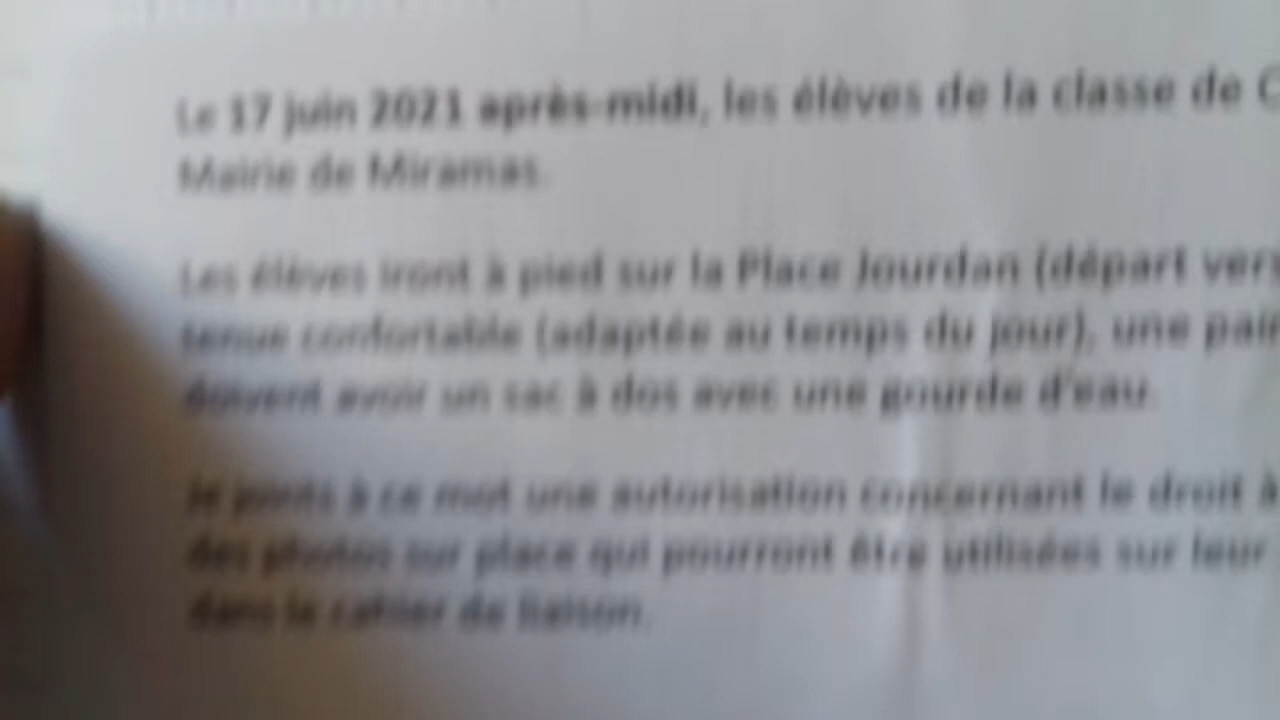 Le 17 juin 2021 après-midi, les élèves de la classe de C
Mairie de Miramas.
Les élèves iront à pied sur la Place Jourdan (départ vers
tenue confortable (adaptée au temps du jour), une pair
doivent avoir un sac à dos avec une gourde d'eau.
Je joints à ce mot une autorisation concernant le droit à
des photos sur place qui pourront être utilisées sur leur
dans le cahier de liaison.